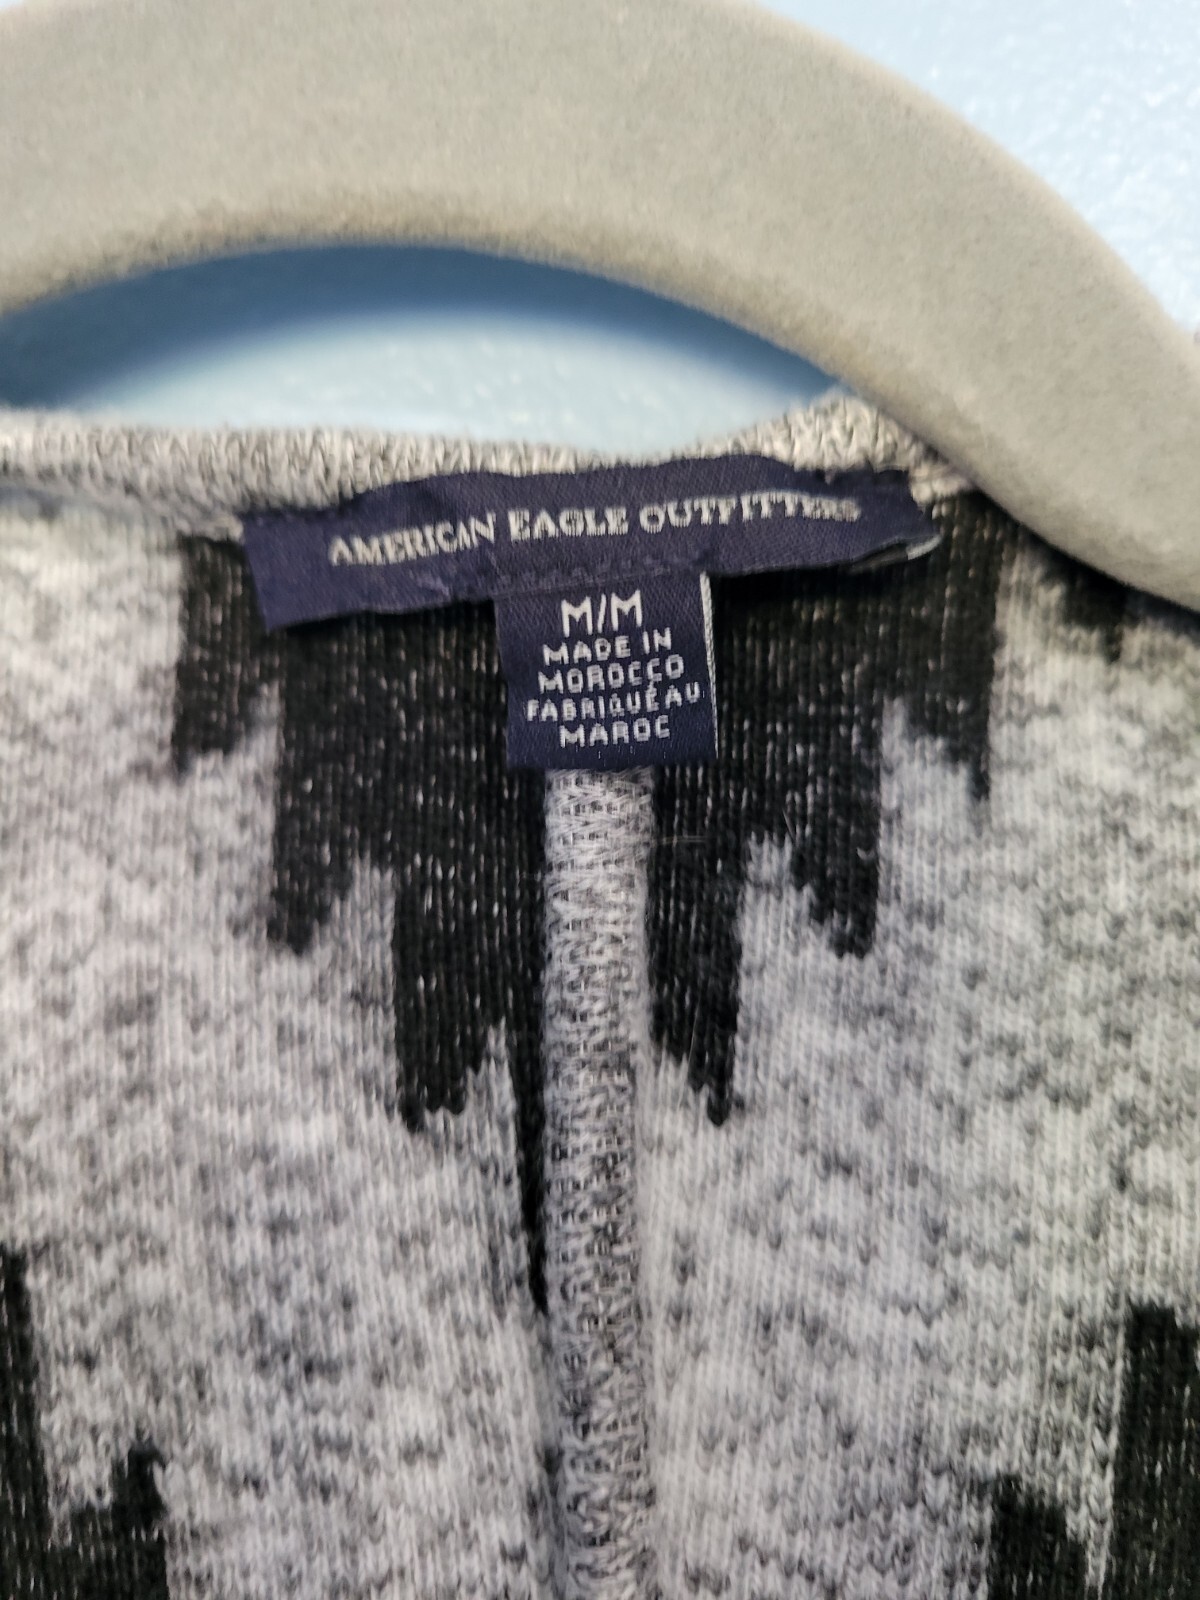 AMERICAN EAGLE OUTFITTERS
M/M
MADE IN
MOROCCO
FABRIQUÉ AU
MAROC